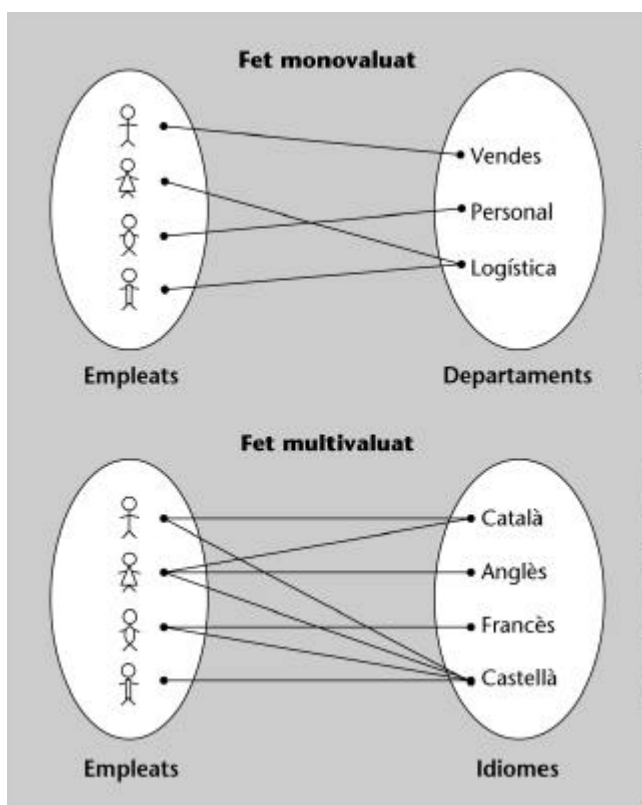 Fet monovaluat
Vendes
Personal
Logística
Empleats
Departaments
Fet multivaluat
Català
Anglès
Francès
Castellà
Empleats
Idiomes